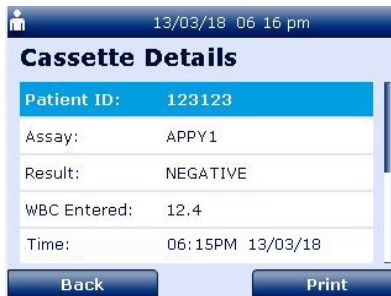 13/03/18 06 16 pm
Cassette Details
Patient ID: 123123
Assay: APPY1
Result: NEGATIVE
WBC Entered: 12.4
Time: 06:15PM 13/03/18
Back Print